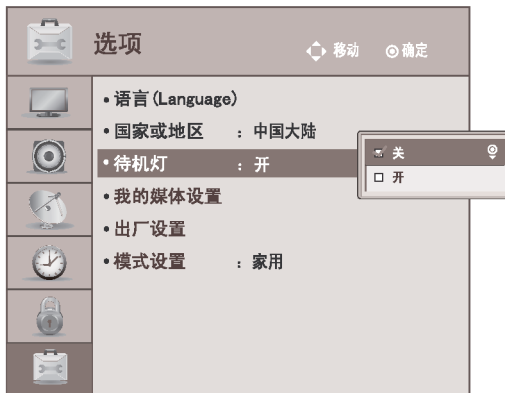 选项
移动 确定
• 语言(Language)
• 国家或地区 : 中国大陆
• 待机灯 : 开
关
开
• 我的媒体设置
• 出厂设置
• 模式设置 : 家用